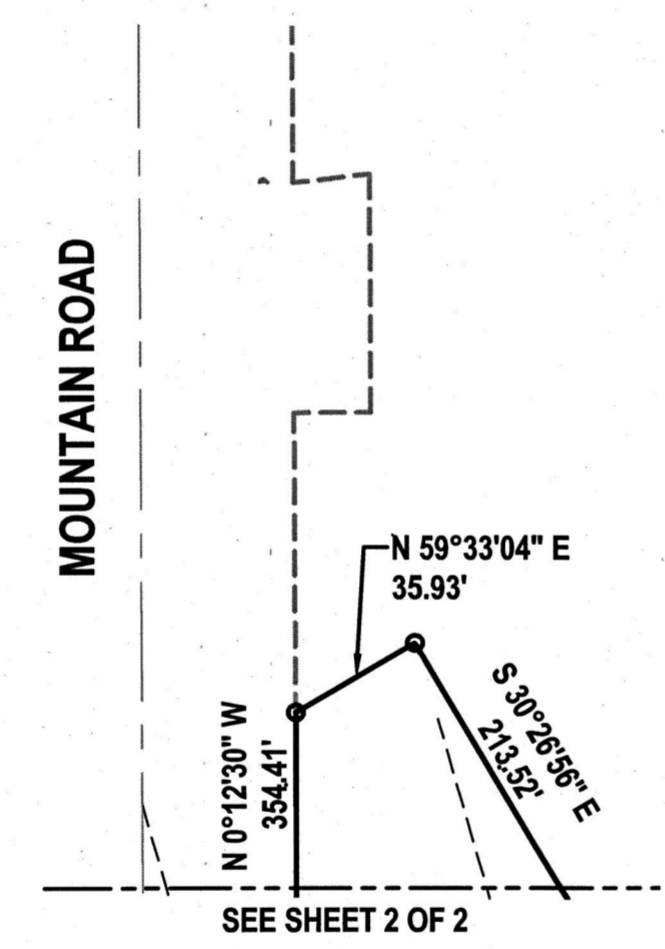 MOUNTAIN ROAD
N 59°33'04" E
35.93'
S 30°26'56" E
213.52'
N 0°12'30" W
354.41'
SEE SHEET 2 OF 2